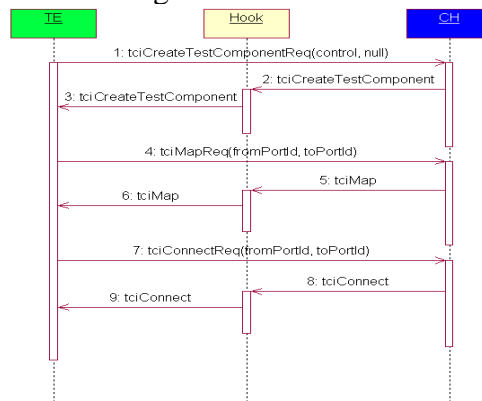 TE
Hook
CH
1: tciCreateTestComponentReq(control, null)
2: tciCreateTestComponent
3: tciCreateTestComponent
4: tciMapReq(fromPortId, toPortId)
5: tciMap
6: tciMap
7: tciConnectReq(fromPortId, toPortId)
8: tciConnect
9: tciConnect